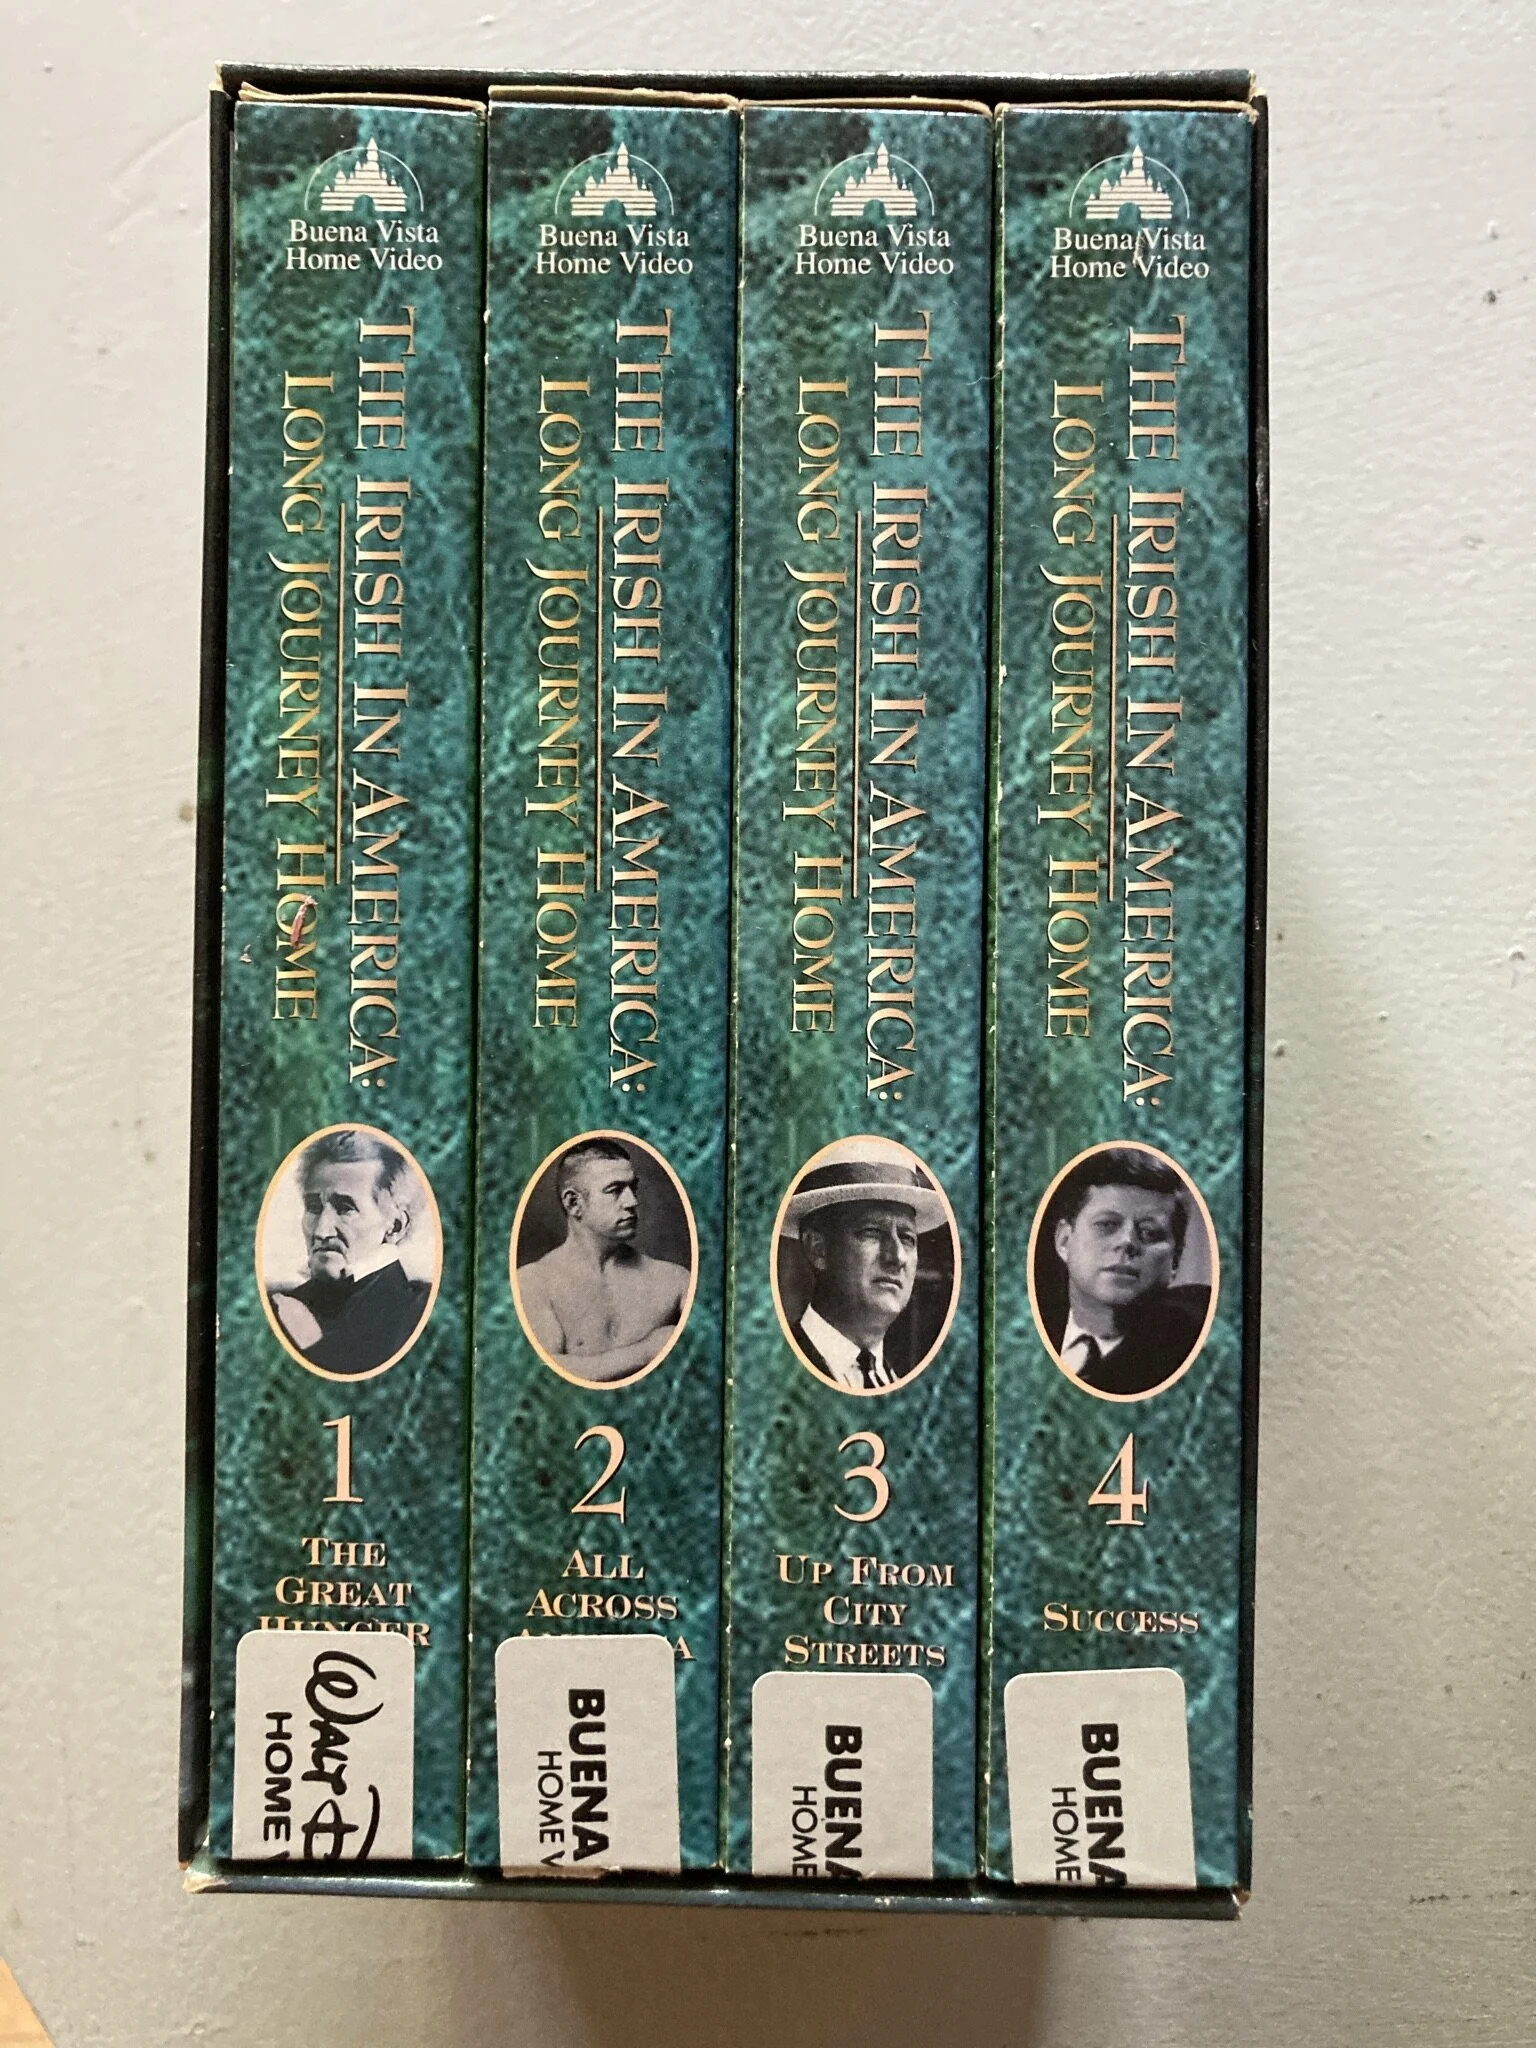 Buena Vista
Home Video
THE IRISH IN AMERICA:
LONG JOURNEY HOME
1
THE
GREAT
HUNGER
WALT
HOME
Buena Vista
Home Video
THE IRISH IN AMERICA:
LONG JOURNEY HOME
2
ALL
ACROSS
BUENA
HOME V
Buena Vista
Home Video
THE IRISH IN AMERICA:
LONG JOURNEY HOME
3
UP FROM
CITY
STREETS
BUENA
HOME
Buena Vista
Home Video
THE IRISH IN AMERICA:
LONG JOURNEY HOME
4
SUCCESS
BUENA
HOME